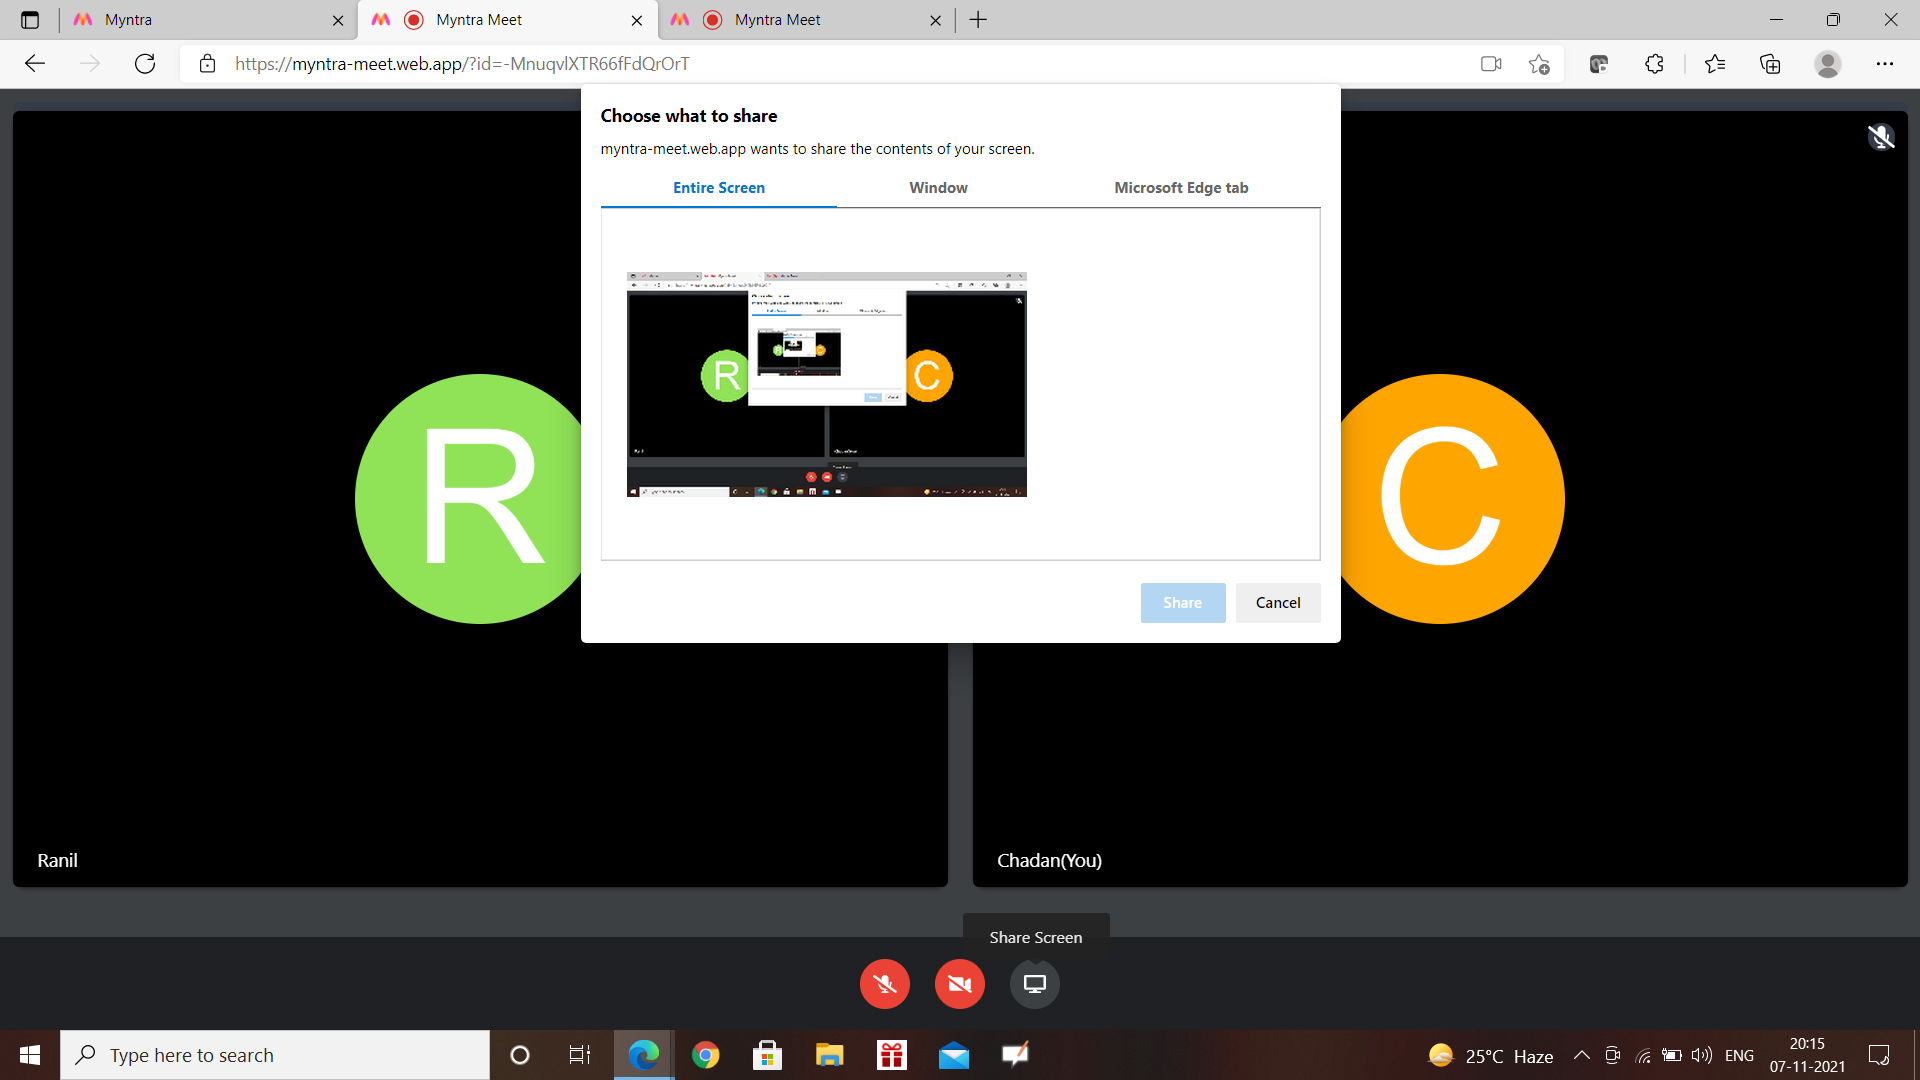 Myntra
Myntra Meet
Myntra Meet
https://myntra-meet.web.app/?id=-MnuqvlXTR66fFdQrOrT
Choose what to share
myntra-meet.web.app wants to share the contents of your screen.
Entire Screen
Window
Microsoft Edge tab
R
C
R
C
Share
Cancel
Ranil
Chadan(You)
Share Screen
Type here to search
25°C Haze
ENG
20:15
07-11-2021